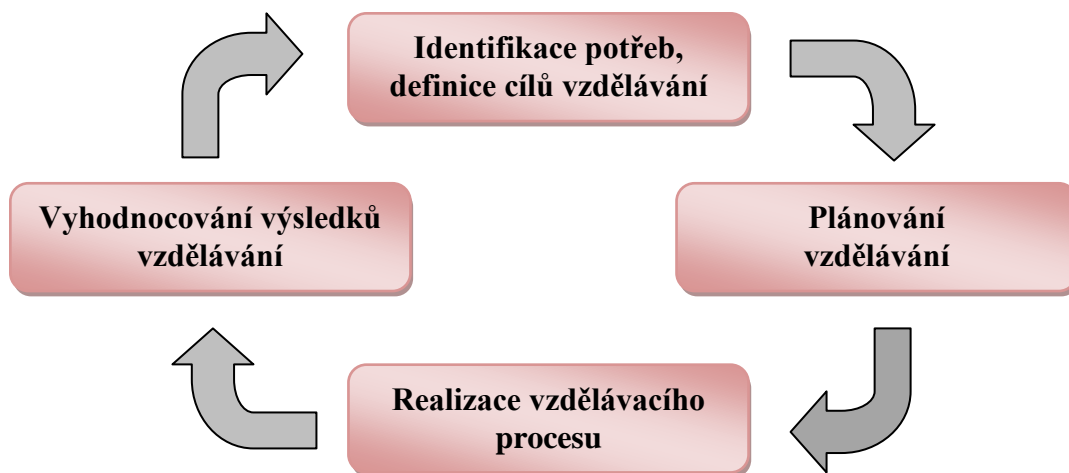 Identifikace potřeb,
definice cílů vzdělávání
Vyhodnocování výsledků
vzdělávání
Plánování
vzdělávání
Realizace vzdělávacího
procesu